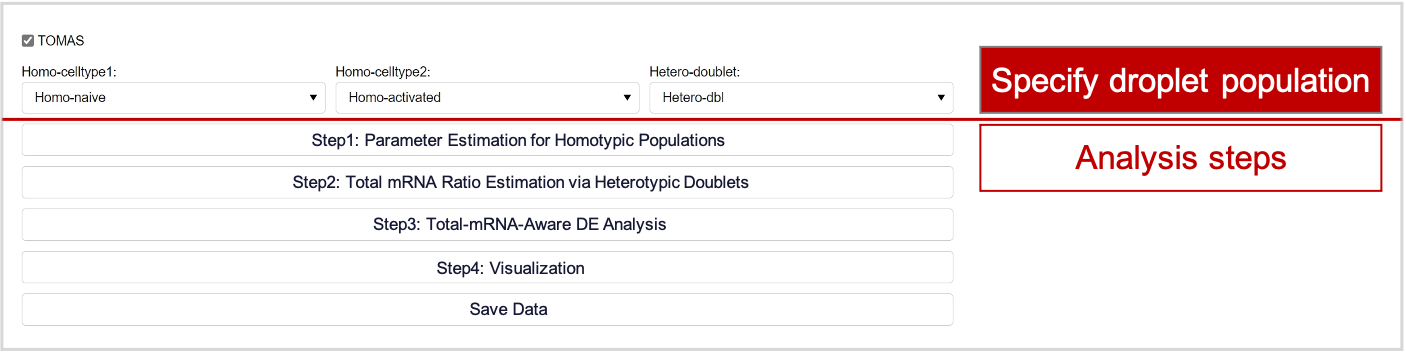 TOMAS
Homo-celltype1: Homo-celltype2: Hetero-doublet:
Homo-naive Homo-activated Hetero-dbl
Specify droplet population
Step1: Parameter Estimation for Homotypic Populations
Step2: Total mRNA Ratio Estimation via Heterotypic Doublets
Step3: Total-mRNA-Aware DE Analysis
Step4: Visualization
Save Data
Analysis steps